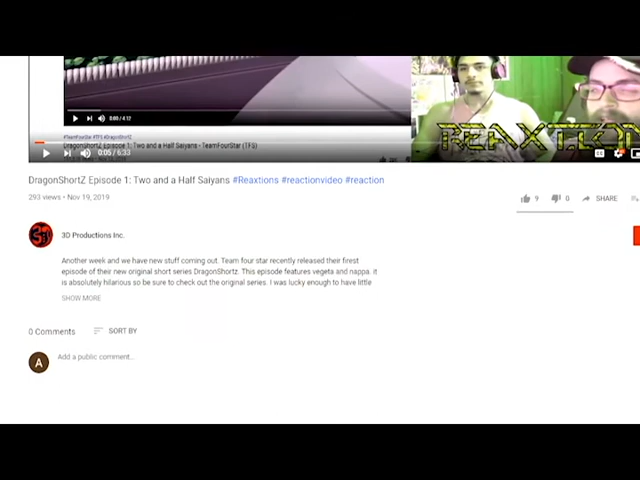 0:00 / 4:12
#TeamFourStar #TFS #DragonShortZ
DragonShortZ Episode 1: Two and a Half Saiyans - TeamFourStar (TFS)
REAXTION
0:05 / 6:33
DragonShortZ Episode 1: Two and a Half Saiyans #Reaxtions #reactionvideo #reaction
293 views • Nov 19, 2019
9
0
SHARE
3D Productions Inc.
Another week and we have new stuff coming out. Team four star recently released their firest
episode of their new original short series DragonShortz. This episode features vegeta and nappa. it
is absolutely hilarious so be sure to check out the original series. I was lucky enough to have little
SHOW MORE
0 Comments
SORT BY
A
Add a public comment...